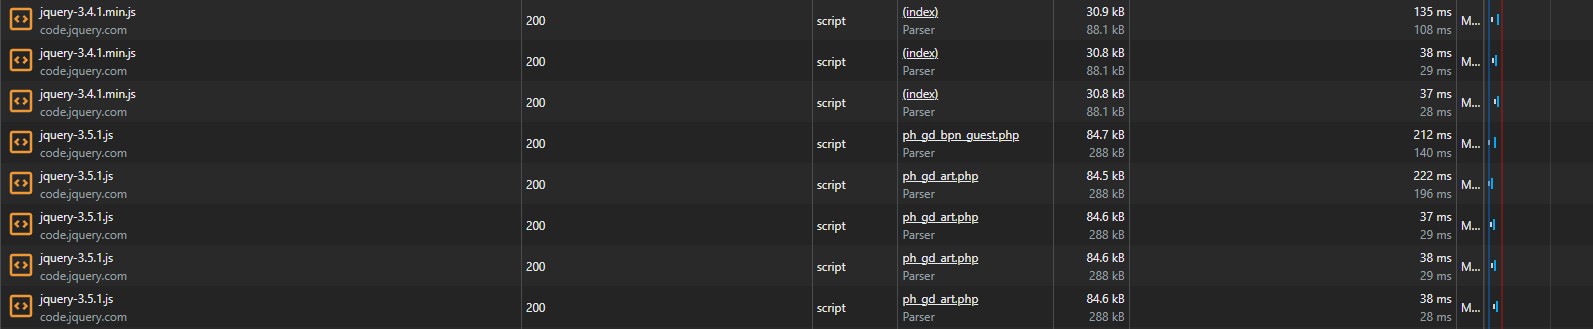 jquery-3.4.1.min.js 200 script (index) 30.9 kB 135 ms M...
code.jquery.com Parser 88.1 kB 108 ms
jquery-3.4.1.min.js 200 script (index) 30.8 kB 38 ms M...
code.jquery.com Parser 88.1 kB 29 ms
jquery-3.4.1.min.js 200 script (index) 30.8 kB 37 ms M...
code.jquery.com Parser 88.1 kB 28 ms
jquery-3.5.1.js 200 script ph_gd_bpn_guest.php 84.7 kB 212 ms M...
code.jquery.com Parser 288 kB 140 ms
jquery-3.5.1.js 200 script ph_gd_art.php 84.5 kB 222 ms M...
code.jquery.com Parser 288 kB 196 ms
jquery-3.5.1.js 200 script ph_gd_art.php 84.6 kB 37 ms M...
code.jquery.com Parser 288 kB 29 ms
jquery-3.5.1.js 200 script ph_gd_art.php 84.6 kB 38 ms M...
code.jquery.com Parser 288 kB 29 ms
jquery-3.5.1.js 200 script ph_gd_art.php 84.6 kB 38 ms M...
code.jquery.com Parser 288 kB 28 ms